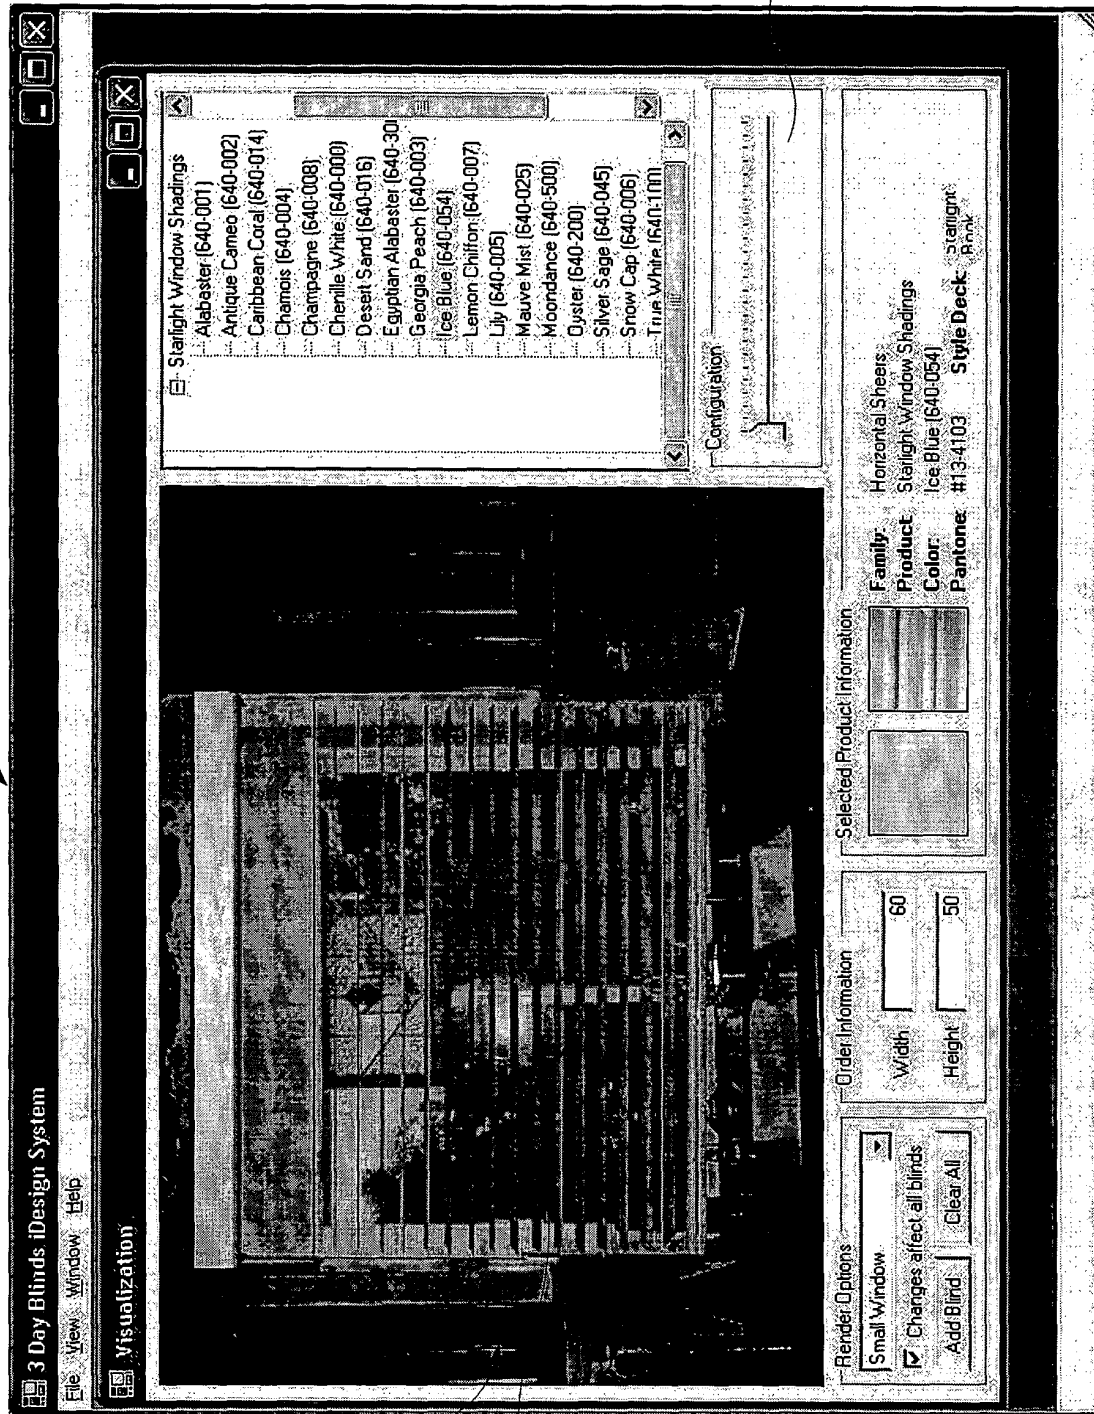 3 Day Blinds iDesign System
File View Window Help
Visualization
Starlight Window Shadings
Alabaster (640-001)
Antique Cameo (640-002)
Caribbean Coral (640-014)
Chamois (640-004)
Champagne (640-008)
Chenille White (640-000)
Desert Sand (640-016)
Egyptian Alabaster (640-30
Georgia Peach (640-003)
Ice Blue (640-054)
Lemon Chiffon (640-007)
Lily (640-005)
Mauve Mist (640-025)
Moondance (640-500)
Oyster (640-200)
Silver Sage (640-045)
Snow Cap (640-006)
True White (640-100)
Configuration
Render Options
Small Window
Changes affect all blinds
Add Blind Clear All
Order Information
Width 60
Height 50
Selected Product Information
Family: Horizontal Sheers
Product: Starlight Window Shadings
Color: Ice Blue (640-054)
Pantone: #13-4103 Style Deck: Starlight
Book